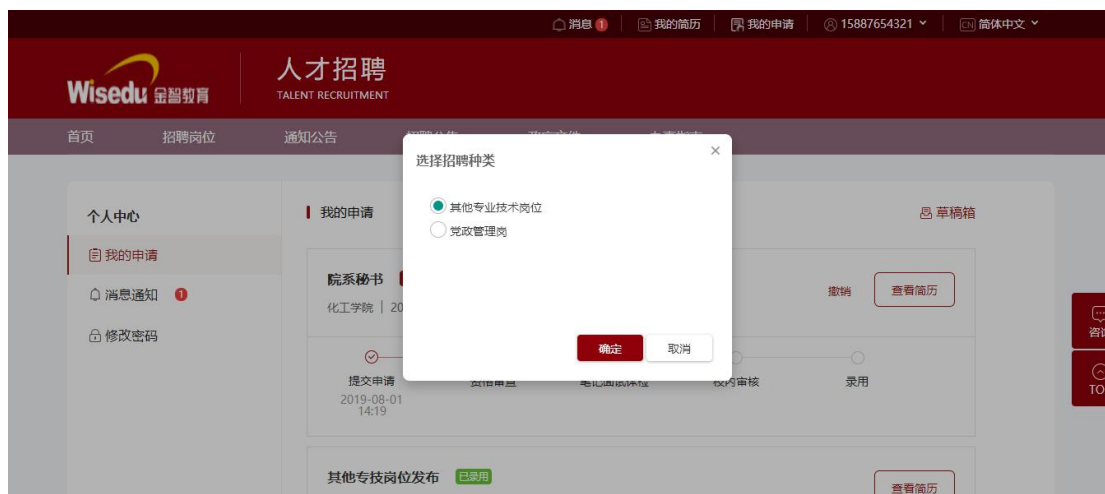 消息 1 我的简历 我的申请 15887654321 CN 简体中文
Wisedu 金智教育
人才招聘
TALENT RECRUITMENT
首页 招聘岗位 通知公告
选择招聘种类
其他专业技术岗位
党政管理岗
确定 取消
个人中心
我的申请
消息通知 1
修改密码
我的申请 草稿箱
院系秘书
化工学院 20
撤销 查看简历
提交申请 校内审核 录用
2019-08-01
14:19
其他专技岗位发布 已录用
查看简历
TO